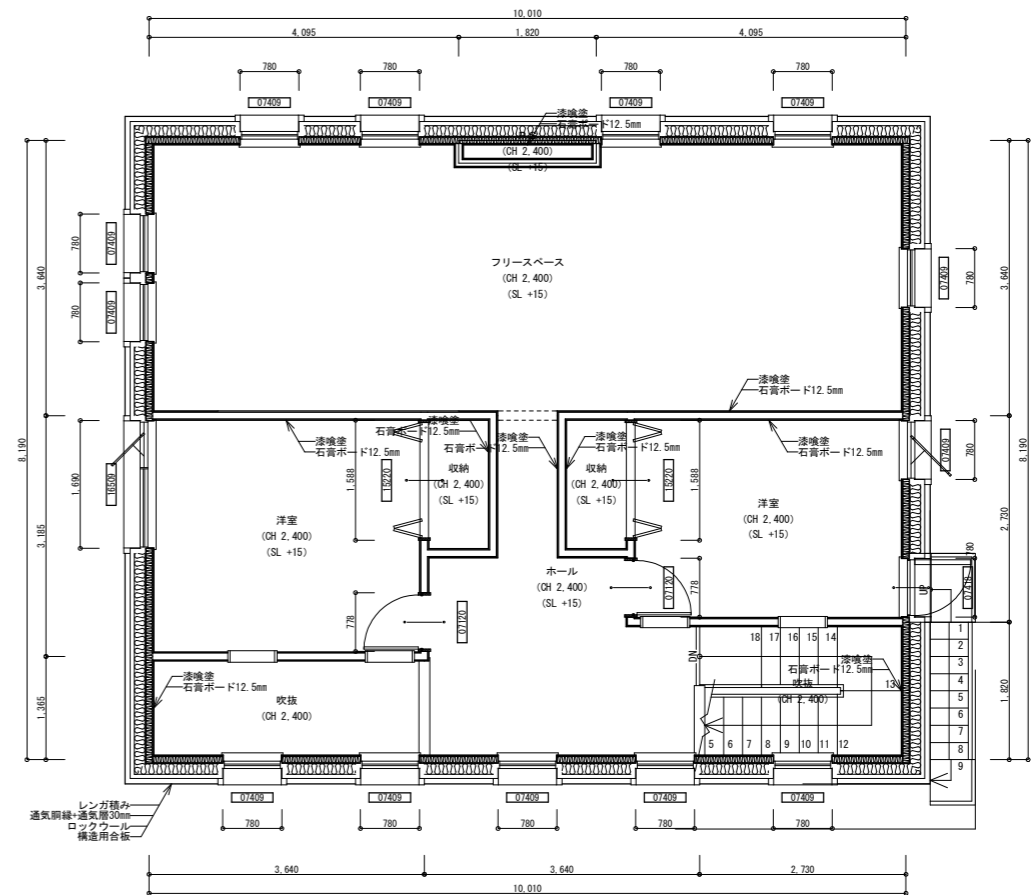 10,010
4,095
1,820
4,095
780
780
780
780
07409
07409
07409
07409
漆喰塗
石膏ボード12.5mm
(CH 2,400)
(SL +15)
8,190
3,640
3,185
1,365
780
07409
780
07409
1,690
16509
フリースペース
(CH 2,400)
(SL +15)
07409
780
3,640
8,190
2,730
1,820
漆喰塗
石膏ボード12.5mm
漆喰塗
石膏ボード12.5mm
漆喰塗
石膏ボード12.5mm
漆喰塗
漆喰塗
石膏ボード12.5mm
漆喰塗
石膏ボード12.5mm
07409
780
1,588
15220
収納
(CH 2,400)
(SL +15)
収納
(CH 2,400)
(SL +15)
15220
1,588
洋室
(CH 2,400)
(SL +15)
洋室
(CH 2,400)
(SL +15)
ホール
(CH 2,400)
(SL +15)
778
07120
07120
778
780
07410
UP
1
2
3
4
5
6
7
8
9
18
17
16
15
14
DN
13
漆喰塗
石膏ボード12.5mm
漆喰塗
石膏ボード12.5mm
吹抜
(CH 2,400)
吹抜
(CH 2,400)
5
6
7
8
9
10
11
12
レンガ積み
通気胴縁+通気層30mm
ロックウール
構造用合板
07409
07409
07409
07409
07409
780
780
780
780
780
3,640
3,640
2,730
10,010